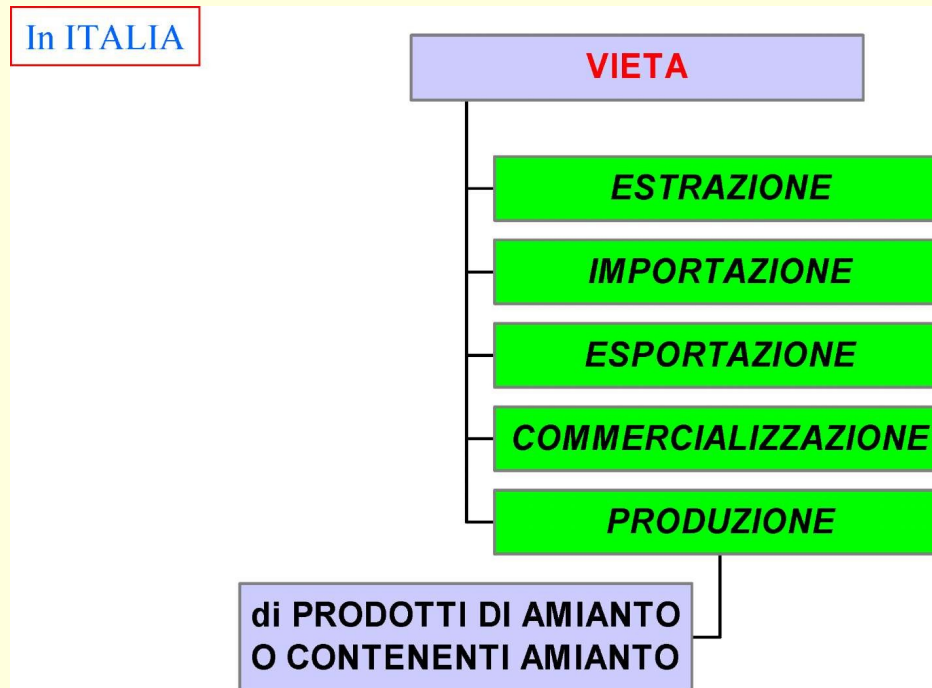 In ITALIA
VIETA
ESTRAZIONE
IMPORTAZIONE
ESPORTAZIONE
COMMERCIALIZZAZIONE
PRODUZIONE
di PRODOTTI DI AMIANTO
O CONTENENTI AMIANTO